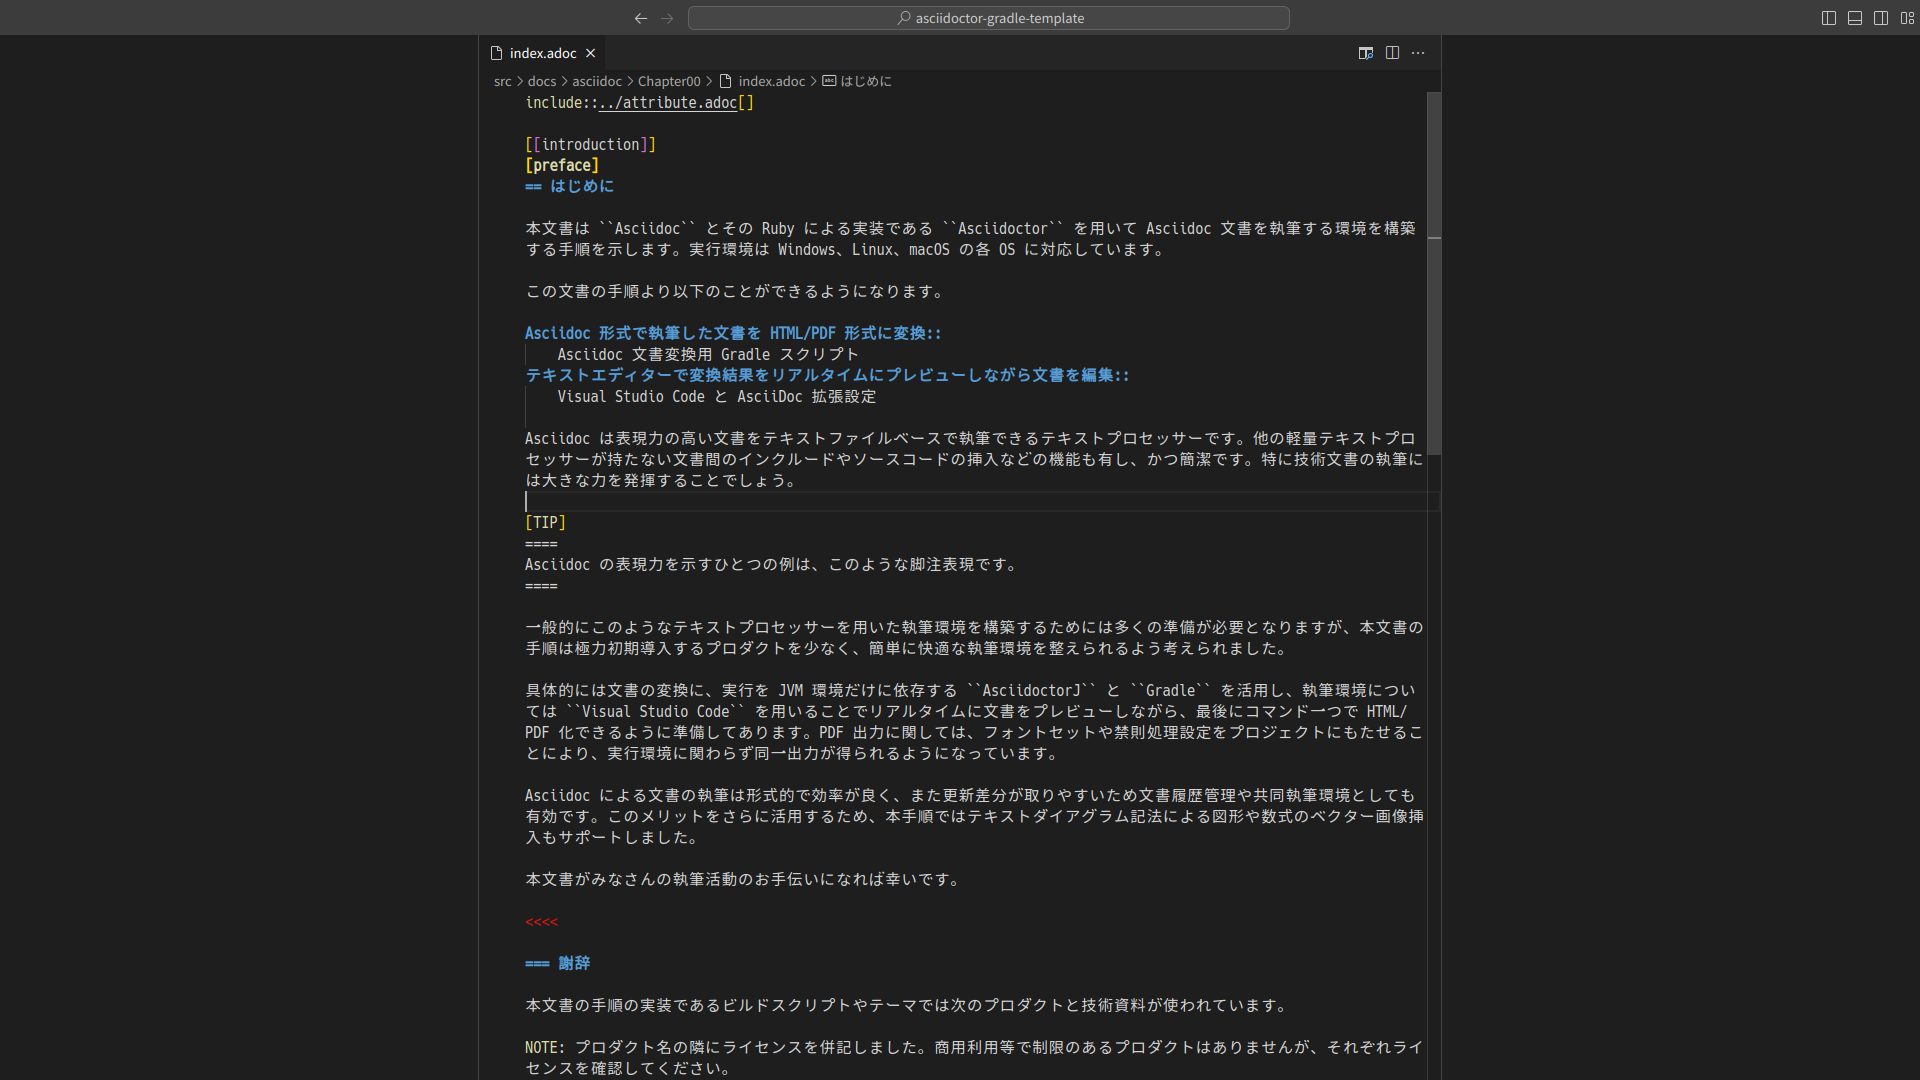 asciidoctor-gradle-template
index.adoc
src > docs > asciidoc > Chapter00 > index.adoc > はじめに
include::../attribute.adoc[]
[[introduction]]
[preface]
== はじめに
本文書は ``Asciidoc`` とその Ruby による実装である ``Asciidoctor`` を用いて Asciidoc 文書を執筆する環境を構築
する手順を示します。実行環境は Windows、Linux、macOS の各 OS に対応しています。
この文書の手順より以下のことができるようになります。
Asciidoc 形式で執筆した文書を HTML/PDF 形式に変換::
Asciidoc 文書変換用 Gradle スクリプト
テキストエディターで変換結果をリアルタイムにプレビューしながら文書を編集::
Visual Studio Code と AsciiDoc 拡張設定
Asciidoc は表現力の高い文書をテキストファイルベースで執筆できるテキストプロセッサーです。他の軽量テキストプロ
セッサーが持たない文書間のインクルードやソースコードの挿入などの機能も有し、かつ簡潔です。特に技術文書の執筆に
は大きな力を発揮することでしょう。
[TIP]
====
Asciidoc の表現力を示すひとつの例は、このような脚注表現です。
====
一般的にこのようなテキストプロセッサーを用いた執筆環境を構築するためには多くの準備が必要となりますが、本文書の
手順は極力初期導入するプロダクトを少なく、簡単に快適な執筆環境を整えられるよう考えられました。
具体的には文書の変換に、実行を JVM 環境だけに依存する ``AsciidoctorJ`` と ``Gradle`` を活用し、執筆環境につい
ては ``Visual Studio Code`` を用いることでリアルタイムに文書をプレビューしながら、最後にコマンド一つで HTML/
PDF 化できるように準備してあります。PDF 出力に関しては、フォントセットや禁則処理設定をプロジェクトにもたせるこ
とにより、実行環境に関わらず同一出力が得られるようになっています。
Asciidoc による文書の執筆は形式的で効率が良く、また更新差分が取りやすいため文書履歴管理や共同執筆環境としても
有効です。このメリットをさらに活用するため、本手順ではテキストダイアグラム記法による図形や数式のベクター画像挿
入もサポートしました。
本文書がみなさんの執筆活動のお手伝いになれば幸いです。
<<<<
=== 謝辞
本文書の手順の実装であるビルドスクリプトやテーマでは次のプロダクトと技術資料が使われています。
NOTE: プロダクト名の隣にライセンスを併記しました。商用利用等で制限のあるプロダクトはありませんが、それぞれライ
センスを確認してください。